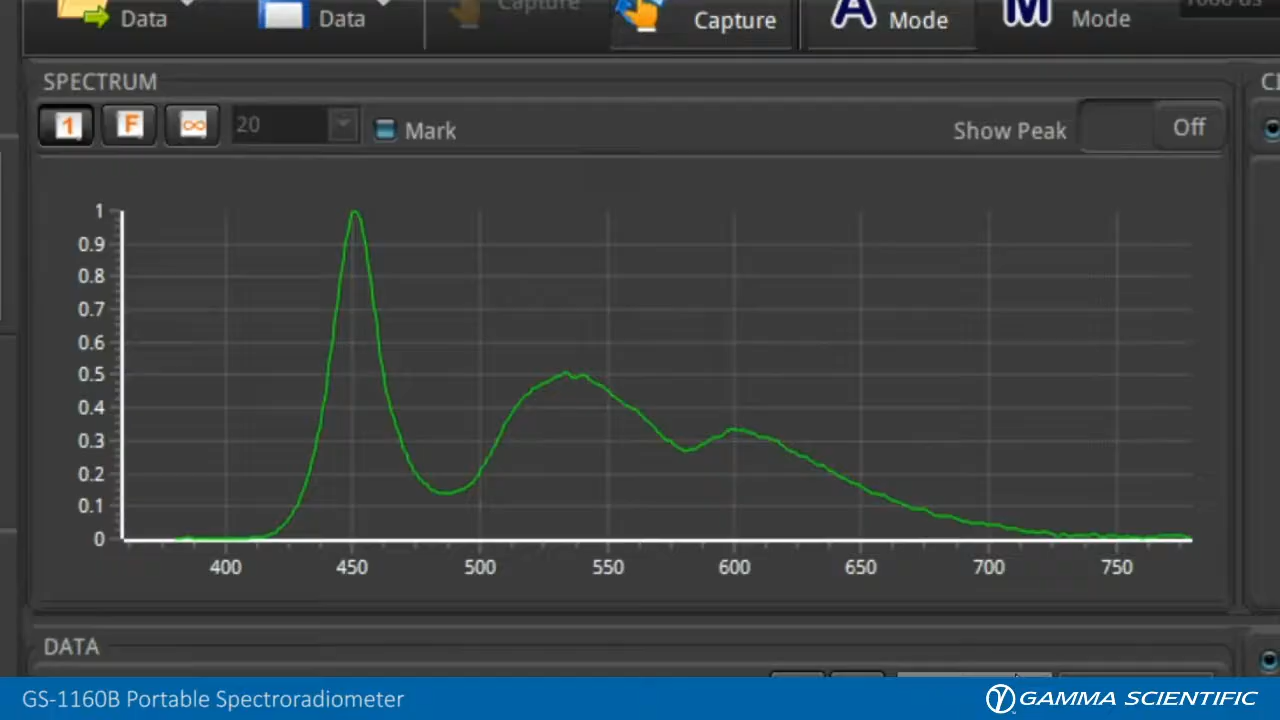 Data Data Capture Capture A Mode M Mode
SPECTRUM
1 F ∞ 20 Mark Show Peak Off
1
0.9
0.8
0.7
0.6
0.5
0.4
0.3
0.2
0.1
0
400 450 500 550 600 650 700 750
DATA
GS-1160B Portable Spectroradiometer GAMMA SCIENTIFIC